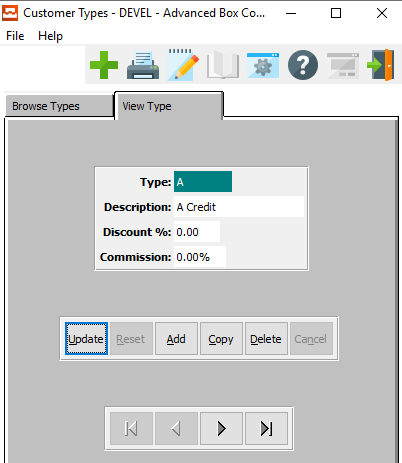 Customer Types - DEVEL - Advanced Box Co...
File Help
Browse Types View Type
Type: A
Description: A Credit
Discount %: 0.00
Commission: 0.00%
Update Reset Add Copy Delete Cancel